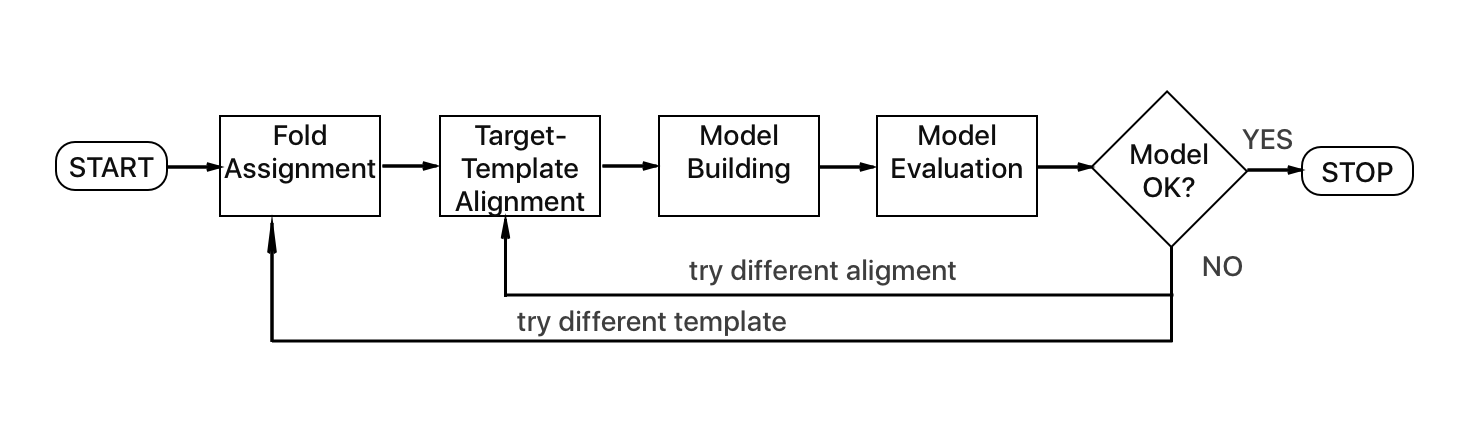 START
Fold
Assignment
Target-
Template
Alignment
Model
Building
Model
Evaluation
Model
OK?
YES
STOP
NO
try different aligment
try different template